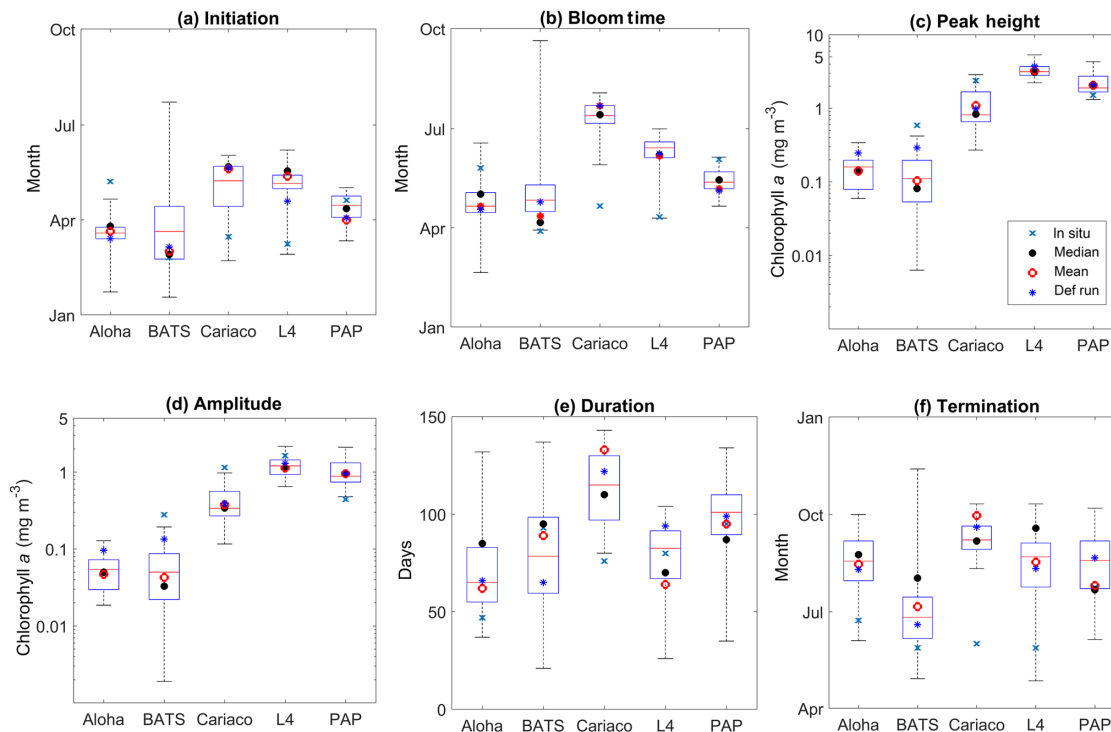 (a) Initiation
Oct
Jul
Apr
Jan
Month
Aloha BATS Cariaco L4 PAP
(b) Bloom time
Oct
Jul
Apr
Jan
Month
Aloha BATS Cariaco L4 PAP
(c) Peak height
10
1
0.1
0.01
Chlorophyll a (mg m-3)
In situ
Median
Mean
Def run
Aloha BATS Cariaco L4 PAP
(d) Amplitude
5
1
0.1
0.01
Chlorophyll a (mg m-3)
Aloha BATS Cariaco L4 PAP
(e) Duration
150
100
50
0
Days
Aloha BATS Cariaco L4 PAP
(f) Termination
Jan
Oct
Jul
Apr
Month
Aloha BATS Cariaco L4 PAP